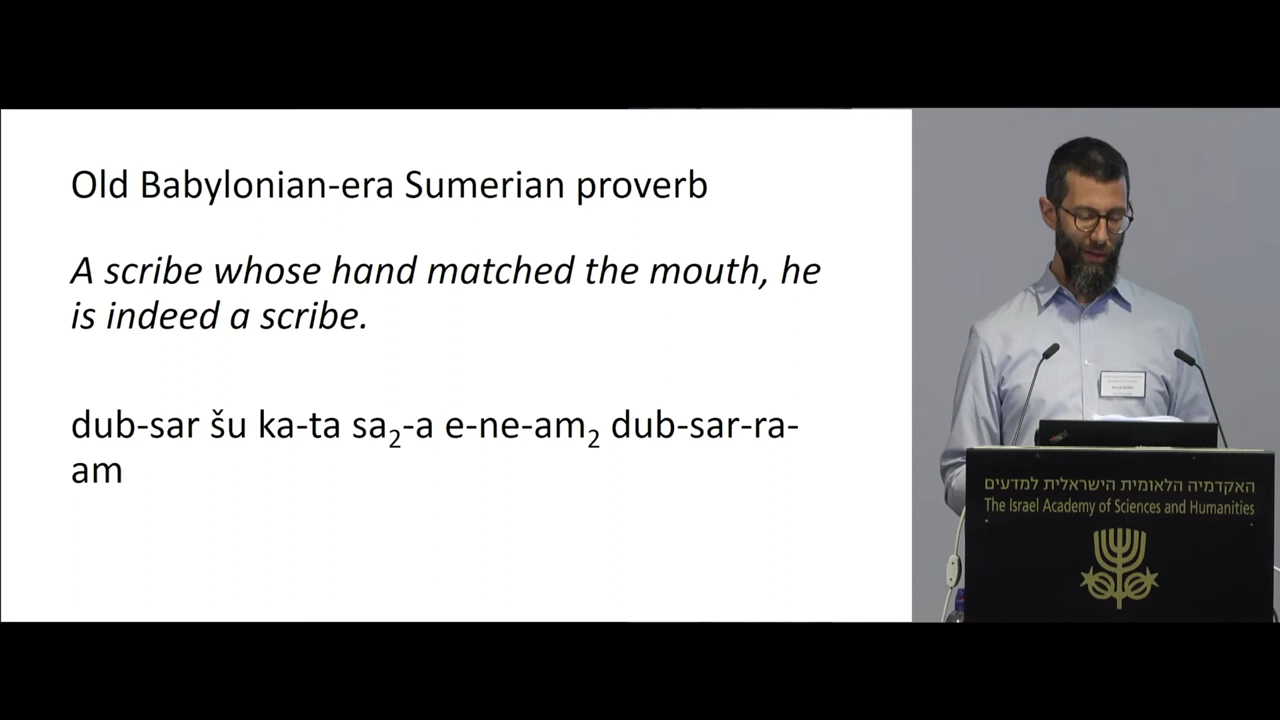 Old Babylonian-era Sumerian proverb
A scribe whose hand matched the mouth, he
is indeed a scribe.
dub-sar šu ka-ta sa₂-a e-ne-am₂ dub-sar-ra-
am
האקדמיה הלאומית הישראלית למדעים
The Israel Academy of Sciences and Humanities